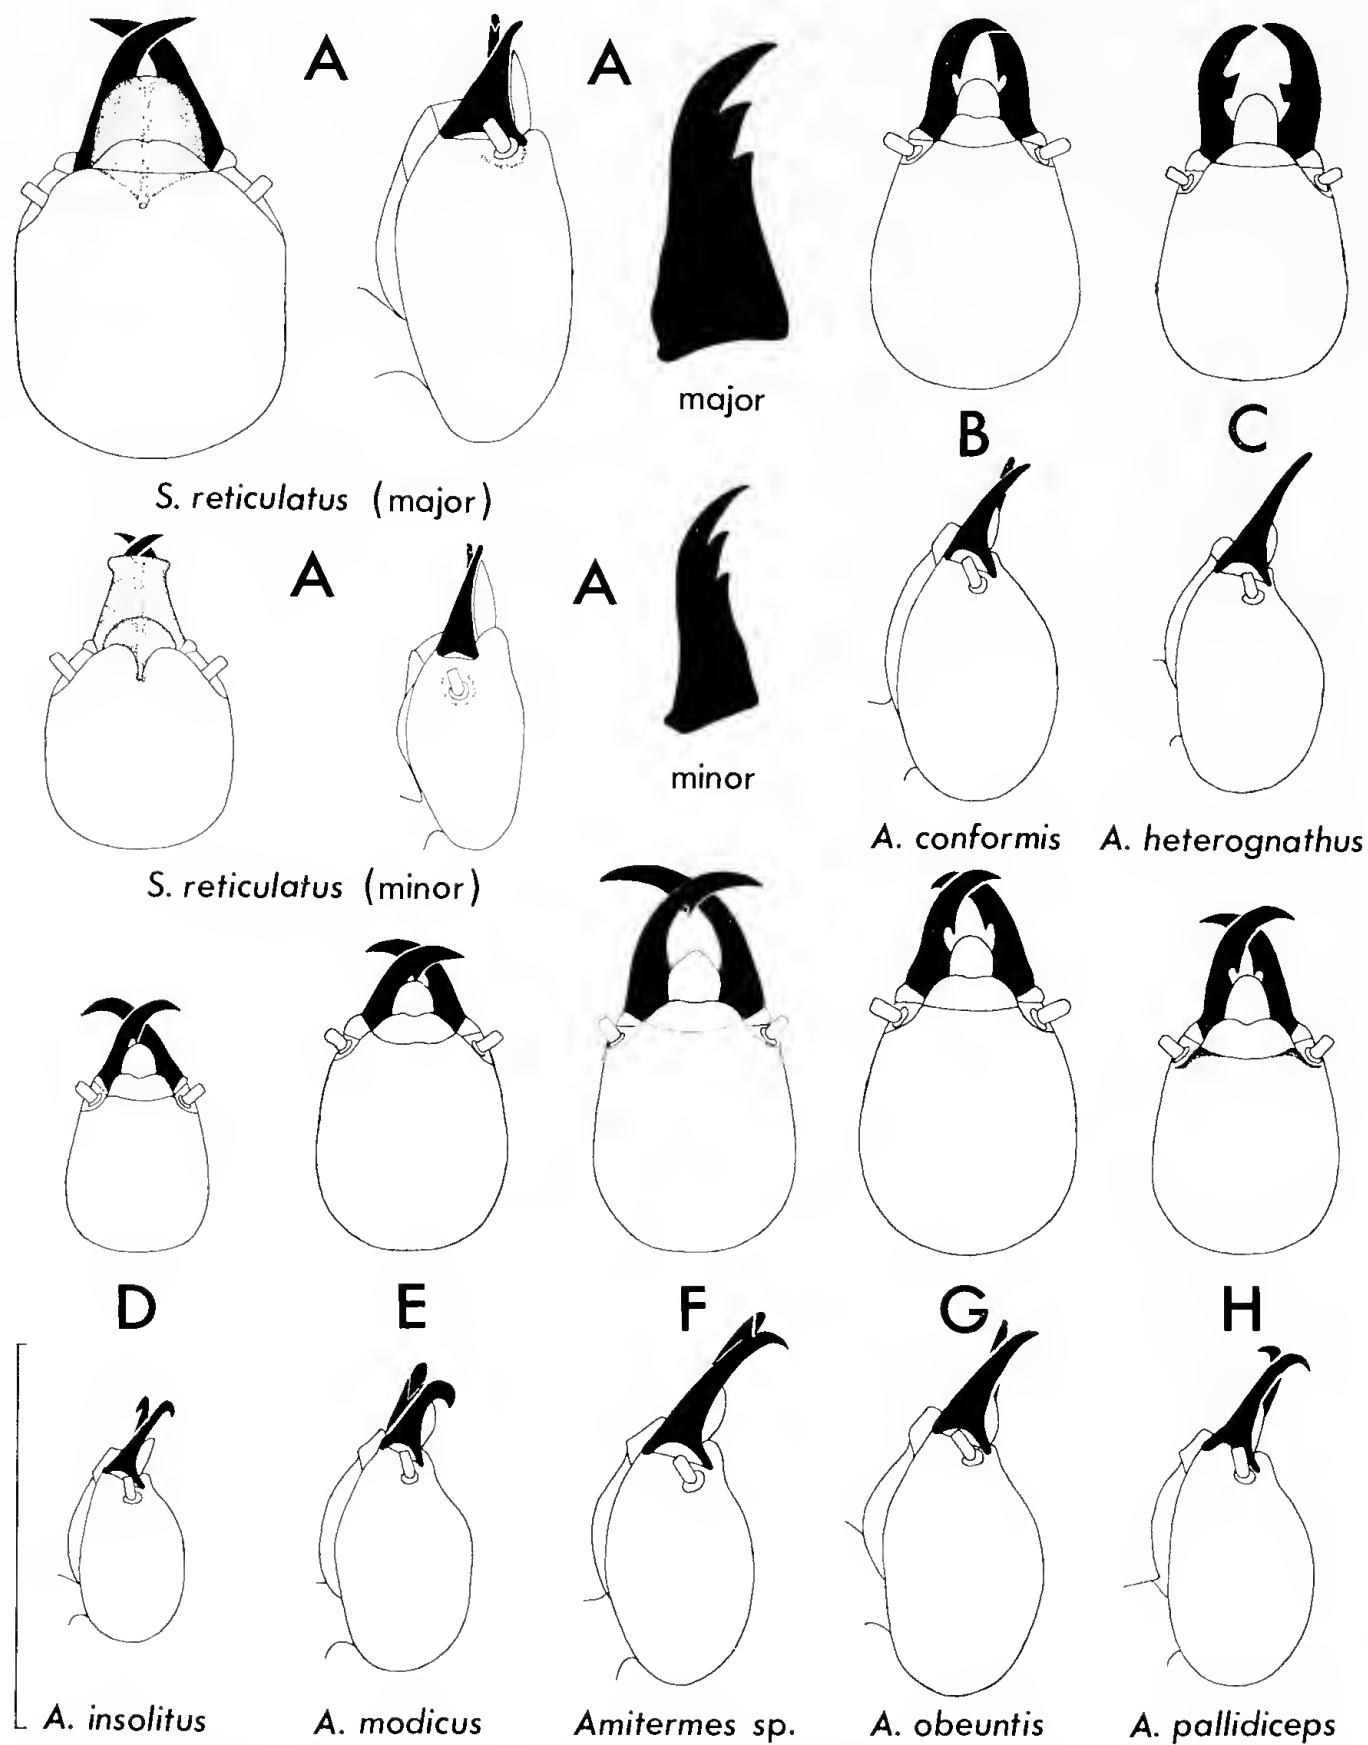 A
A
major
B
C
S. reticulatus (major)
A
A
minor
A. conformis
A. heterognathus
S. reticulatus (minor)
D
E
F
G
H
A. insolitus
A. modicus
Amitermes sp.
A. obeuntis
A. pallidiceps